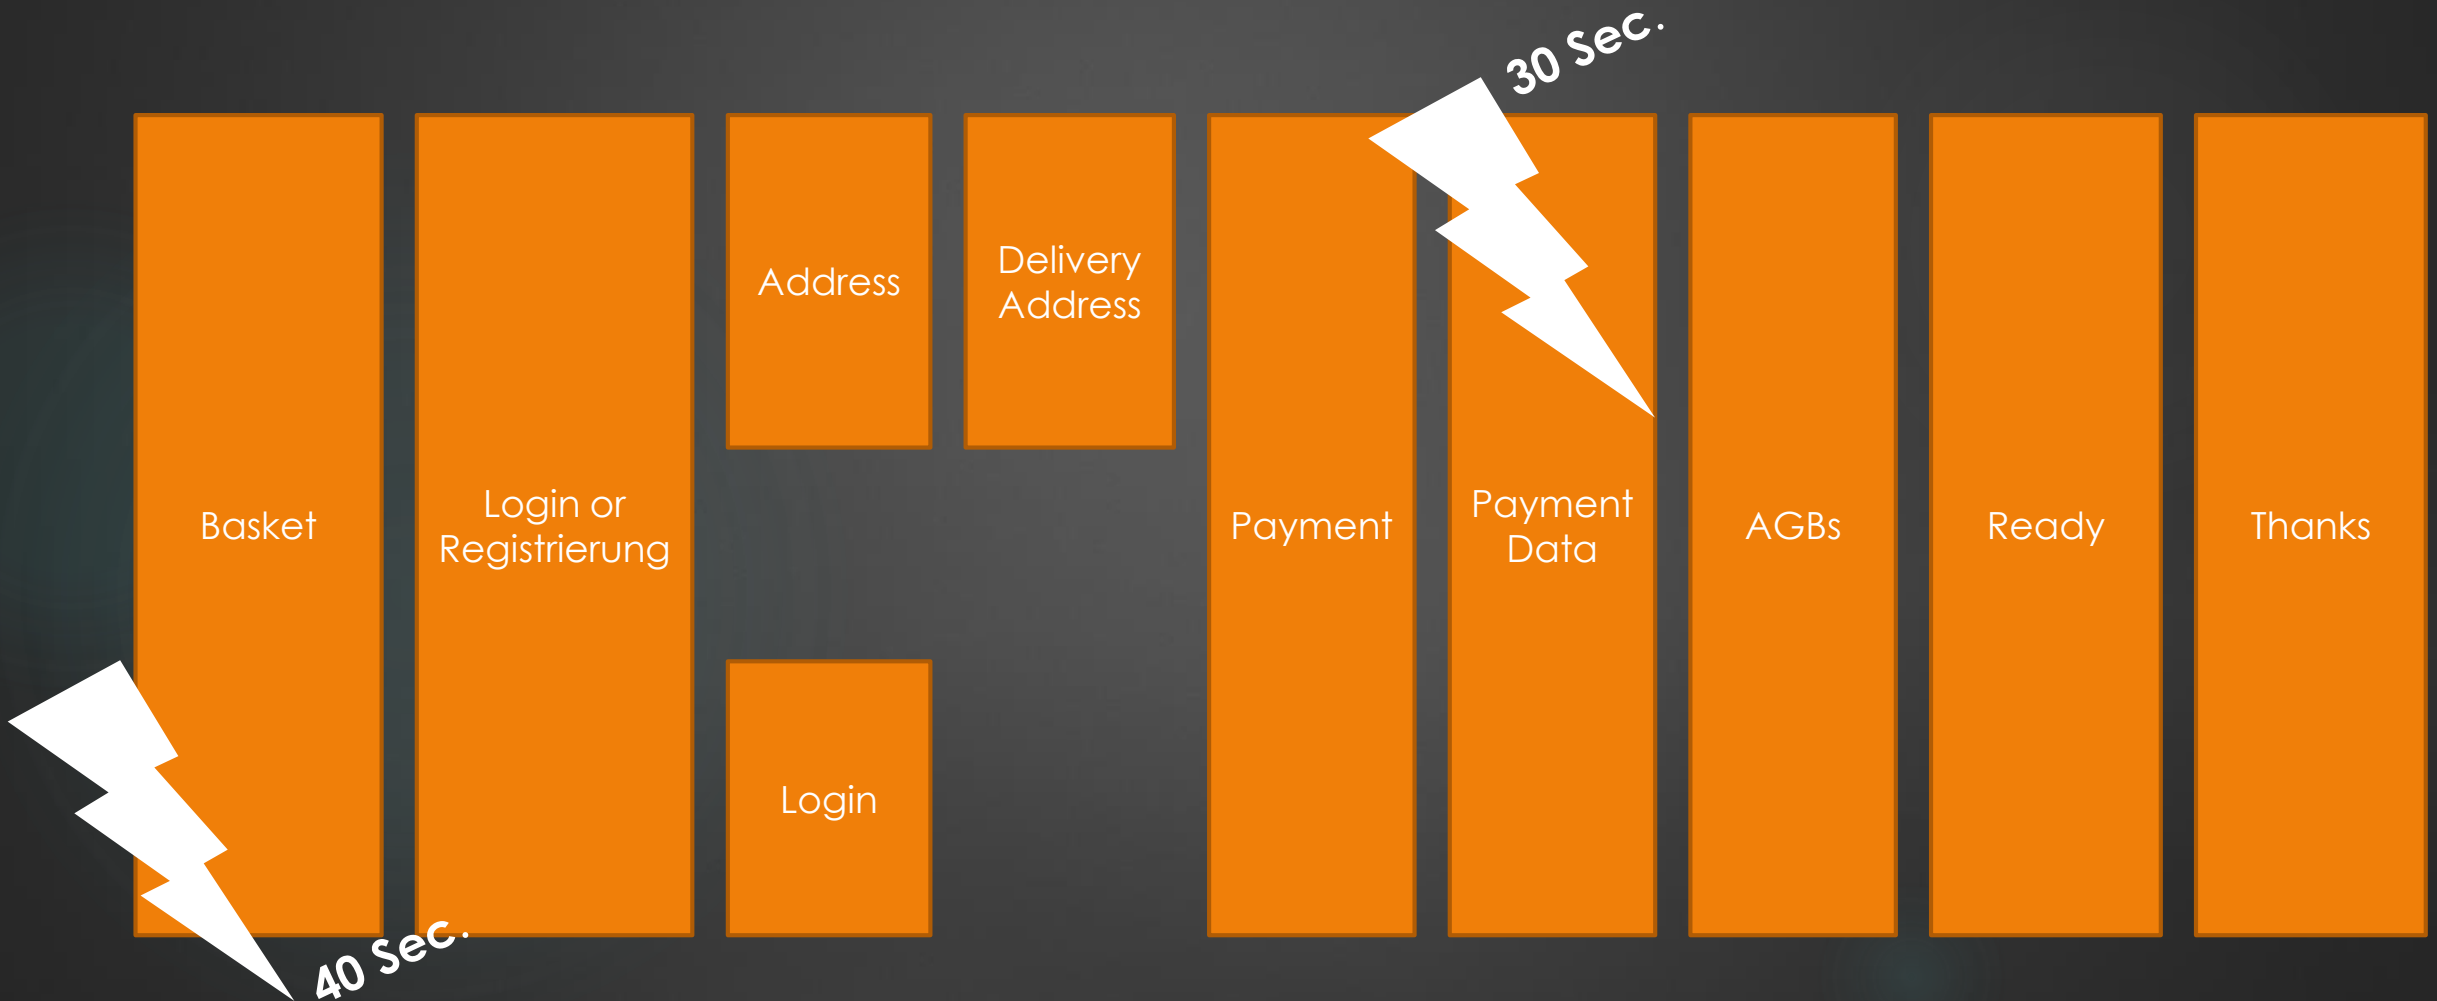 30 Sec.
Basket
Login or
Registrierung
Address
Delivery
Address
Login
Payment
Payment
Data
AGBs
Ready
Thanks
40 Sec.